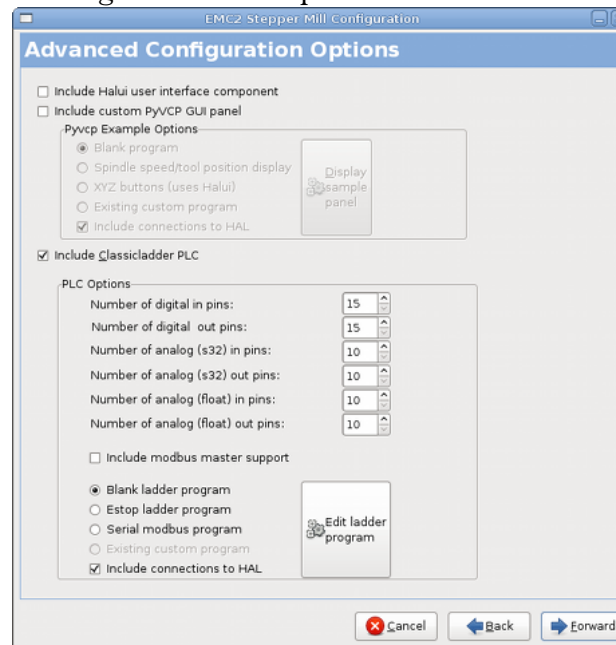 EMC2 Stepper Mill Configuration
Advanced Configuration Options
Include Halui user interface component
Include custom PyVCP GUI panel
Pyvcp Example Options
Blank program
Spindle speed/tool position display
XYZ buttons (uses Halui)
Existing custom program
Include connections to HAL
Display
sample
panel
Include Classicladder PLC
PLC Options
Number of digital in pins: 15
Number of digital out pins: 15
Number of analog (s32) in pins: 10
Number of analog (s32) out pins: 10
Number of analog (float) in pins: 10
Number of analog (float) out pins: 10
Include modbus master support
Blank ladder program
Estop ladder program
Serial modbus program
Existing custom program
Include connections to HAL
Edit ladder
program
Cancel Back Forward